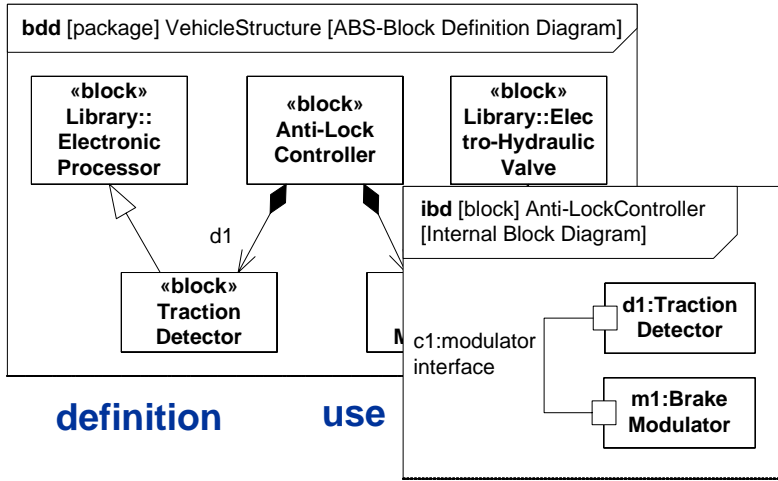 bdd [package] VehicleStructure [ABS-Block Definition Diagram]
«block»
Library::
Electronic
Processor
«block»
Anti-Lock
Controller
«block»
Library::Elec
tro-Hydraulic
Valve
d1
«block»
Traction
Detector
M
ibd [block] Anti-LockController
[Internal Block Diagram]
c1:modulator
interface
d1:Traction
Detector
m1:Brake
Modulator
definition
use